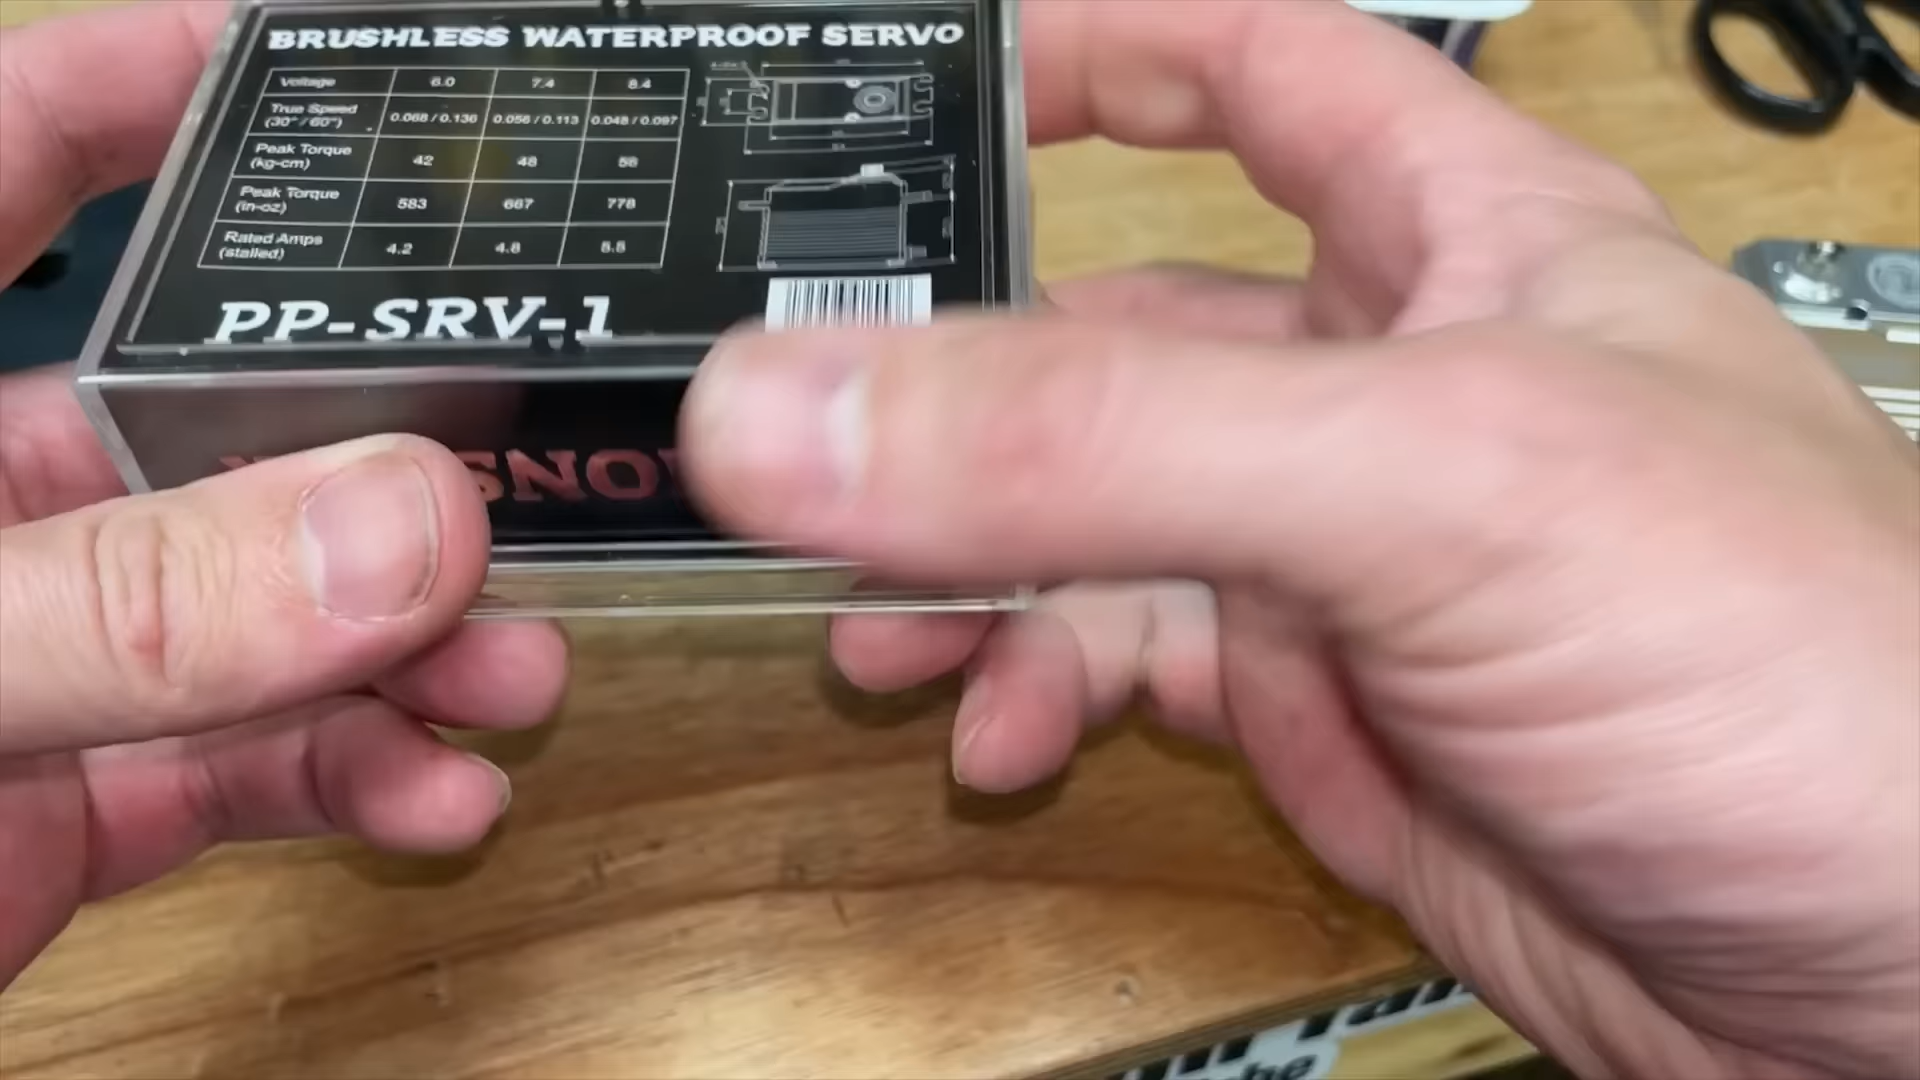 BRUSHLESS WATERPROOF SERVO
Voltage 6.0 7.4 8.4
True Speed (30° / 60°) 0.068 / 0.136 0.056 / 0.113 0.048 / 0.097
Peak Torque (kg-cm) 42 48 56
Peak Torque (in-oz) 583 667 778
Rated Amps (stalled) 4.2 4.8 5.5
PP-SRV-1